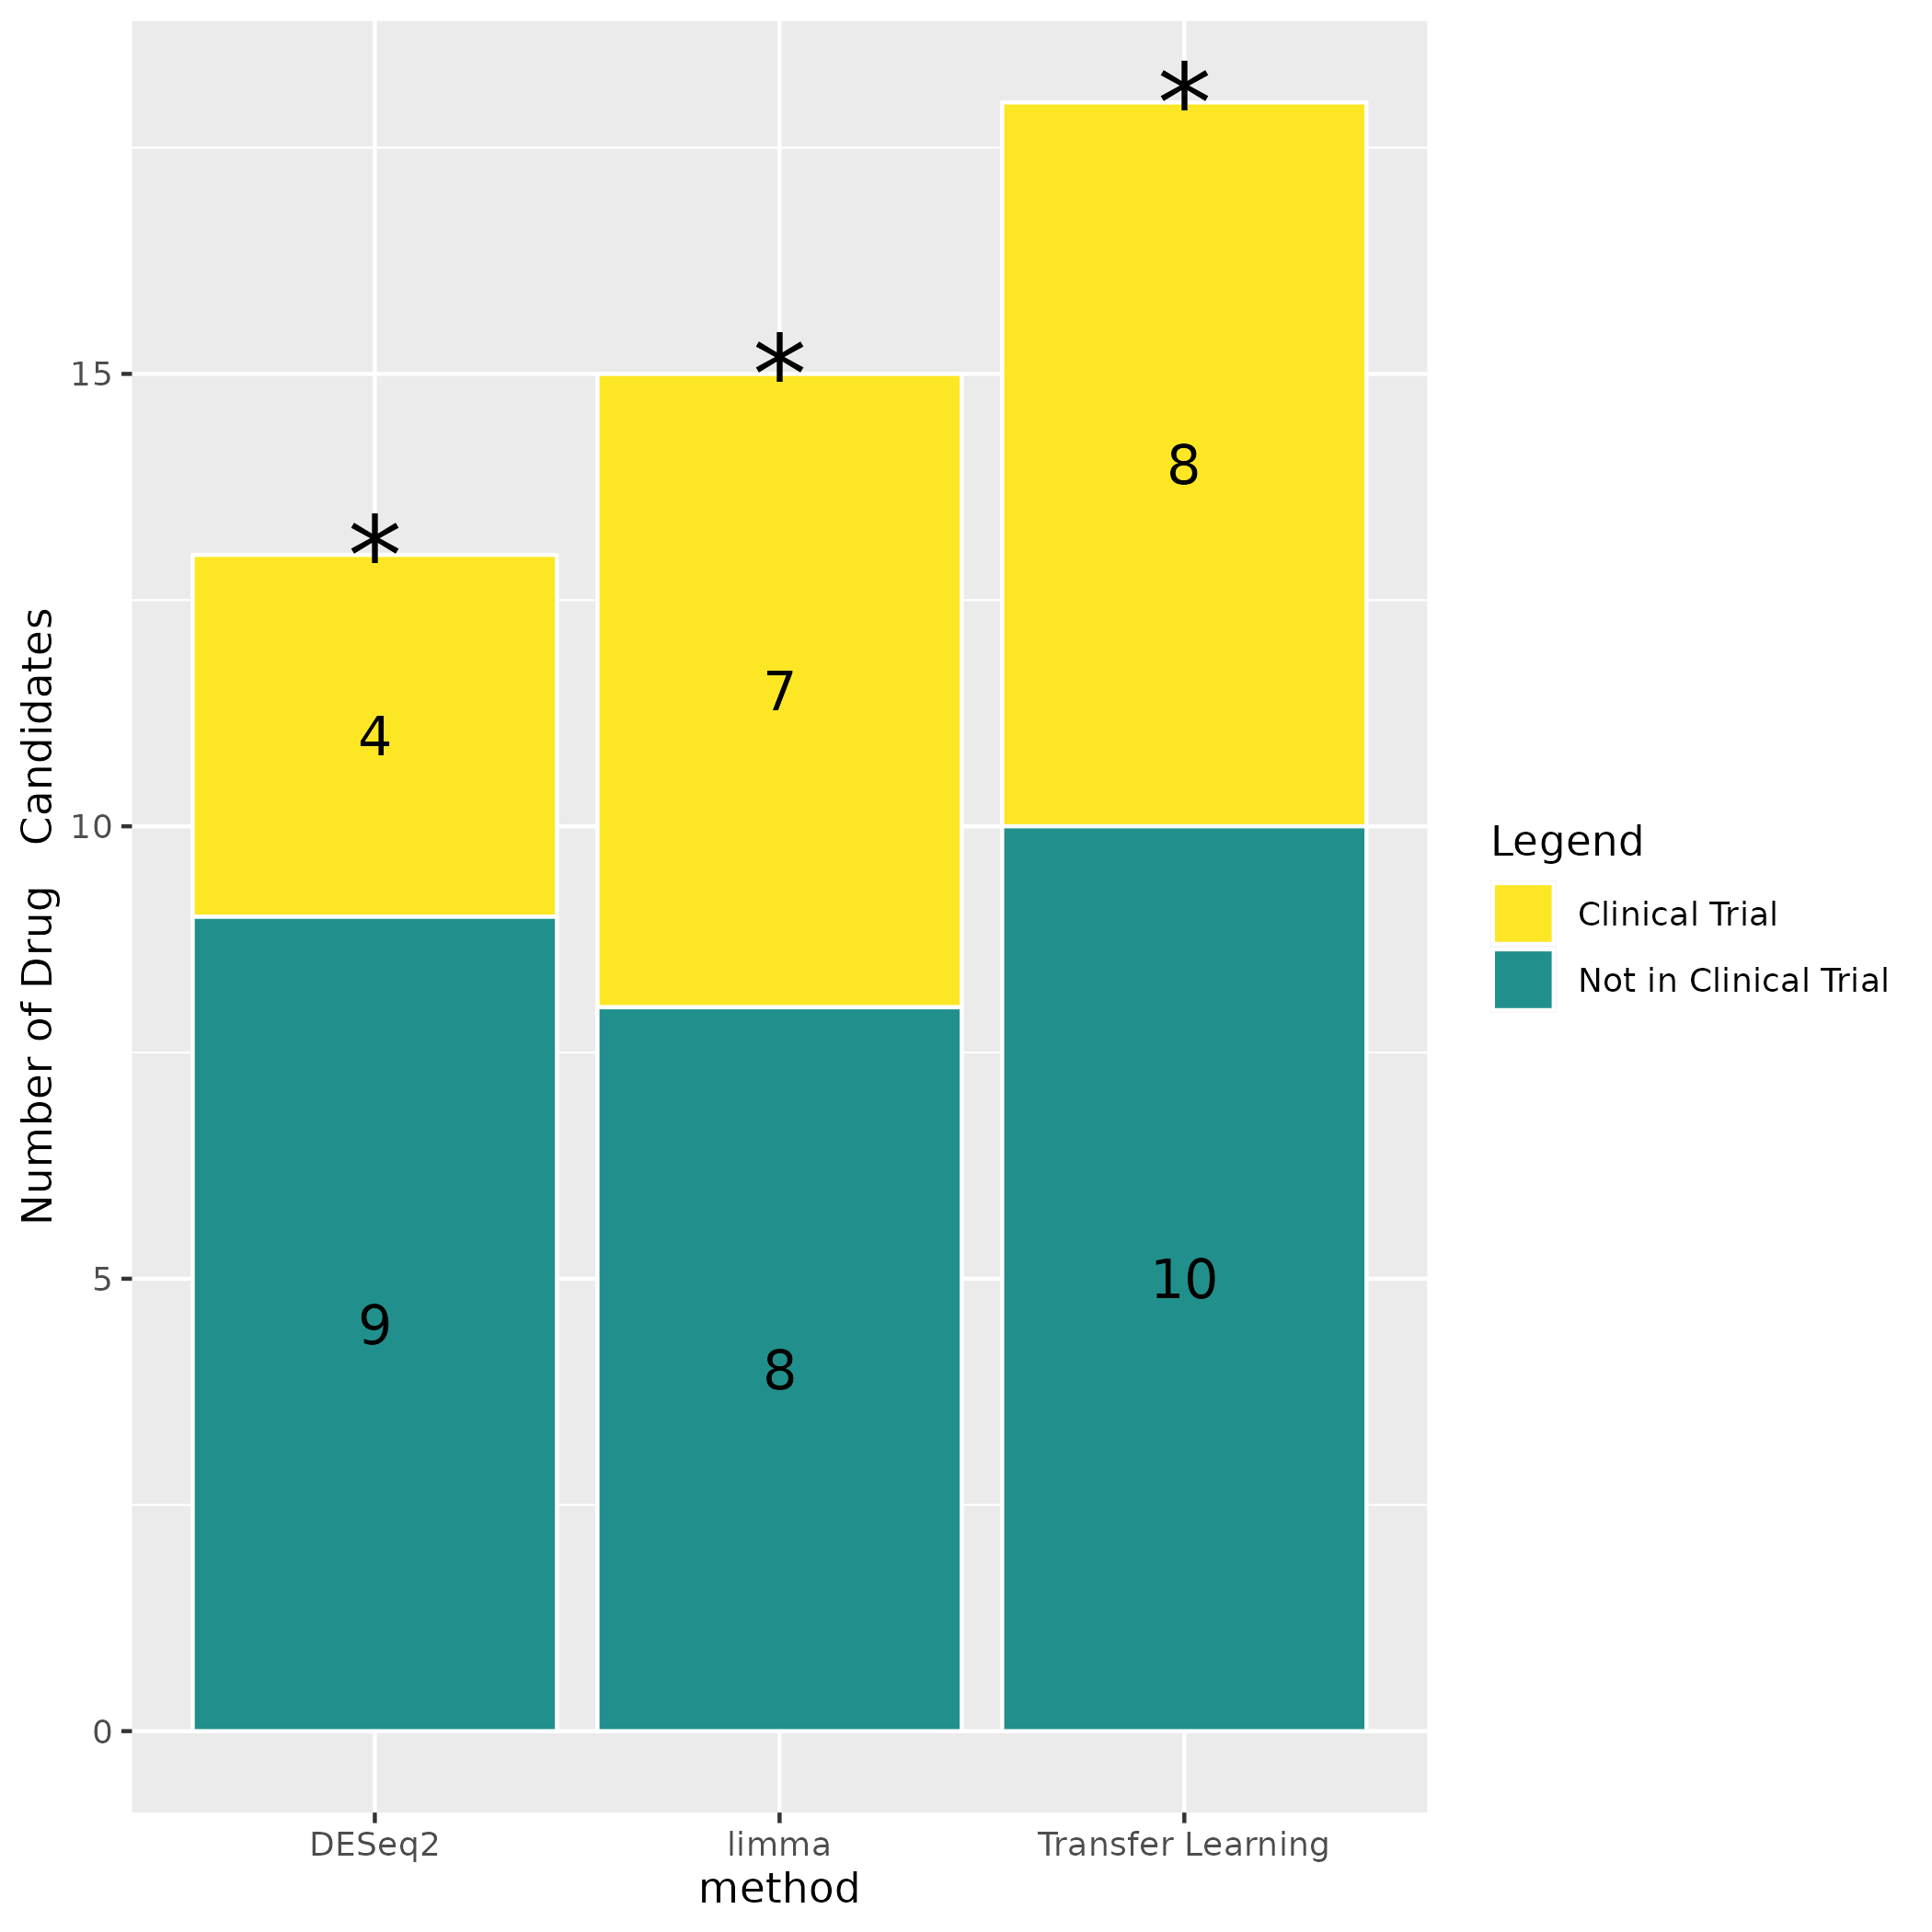 Number of Drug   Candidates
15
10
5
0
*
*
*
4
7
8
9
8
10
DESeq2
limma
Transfer Learning
method
Legend
Clinical Trial
Not in Clinical Trial